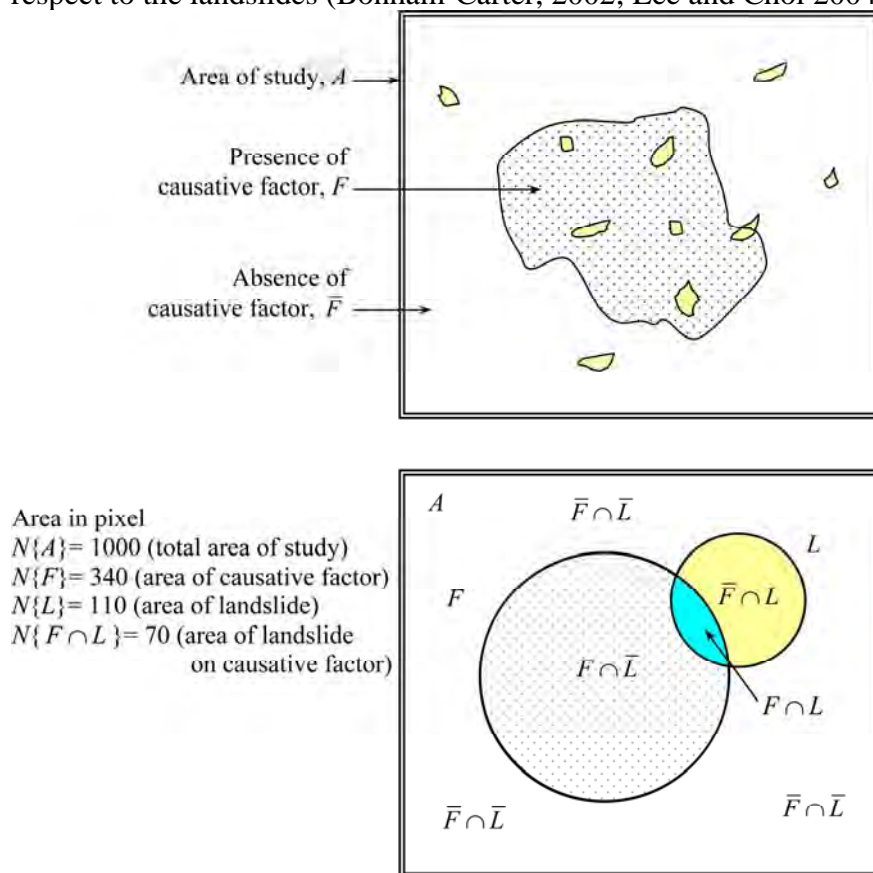 respect to the landslides (Bonham-Carter, 2002; Lee and Choi 2004
Area of study, A
Presence of
causative factor, F
Absence of
causative factor, F̅
Area in pixel
N{A}= 1000 (total area of study)
N{F}= 340 (area of causative factor)
N{L}= 110 (area of landslide)
N{ F ∩ L }= 70 (area of landslide
on causative factor)
A
F̅ ∩ L̅
L
F
F̅ ∩ L
F ∩ L̅
F ∩ L
F̅ ∩ L̅
F̅ ∩ L̅